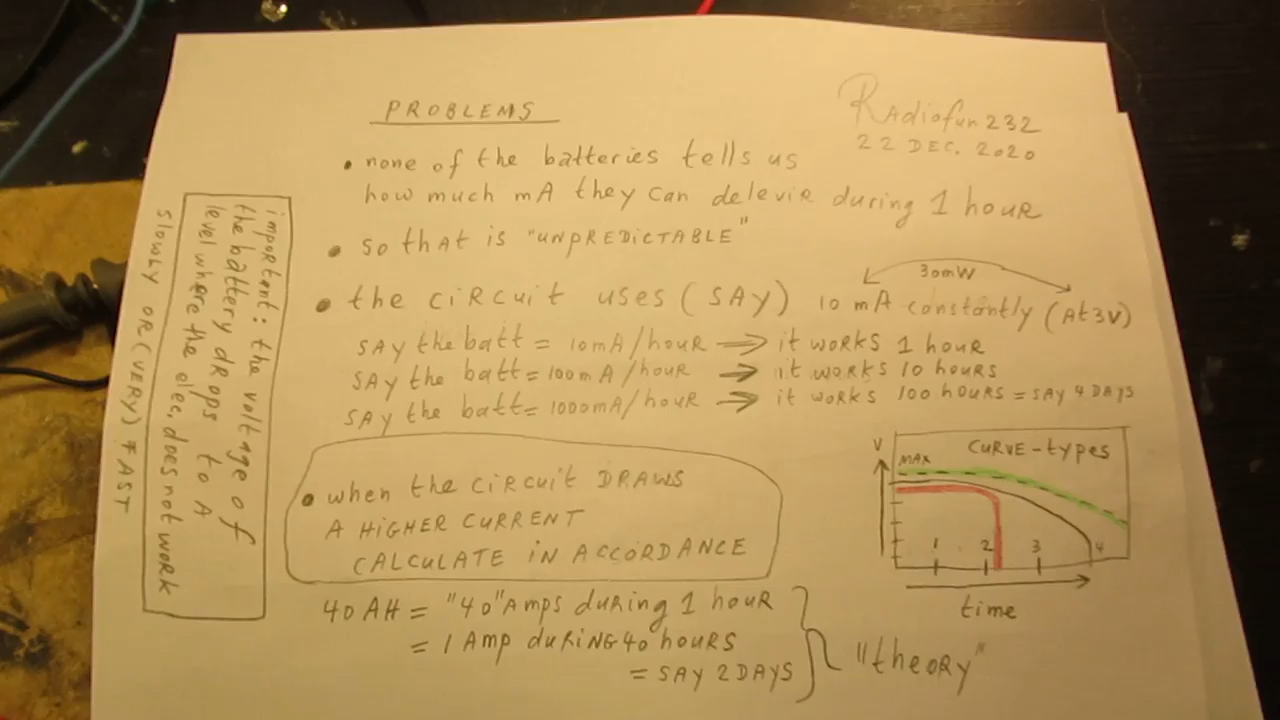 PROBLEMS
Radiofun232
22 DEC. 2020
• none of the batteries tells us
how much mA they can delevir during 1 hour
• so that is "UNPREDICTABLE"
30mW
• the circuit uses (SAY) 10 mA constantly (At 3V)
SAY the batt = 10mA/hour → it works 1 hour
SAY the batt = 100mA/hour → it works 10 hours
SAY the batt = 1000mA/hour → it works 100 hours = SAY 4 DAYS
• when the circuit DRAWS
A HIGHER CURRENT
CALCULATE IN ACCORDANCE
40 AH = "40" Amps during 1 hour
= 1 Amp during 40 hours
= SAY 2 DAYS
"theory"
V
MAX
CURVE-types
1 2 3 4
time
important: the voltage of
the battery drops to A
level where the elec. does not work
slowly or (VERY) FAST